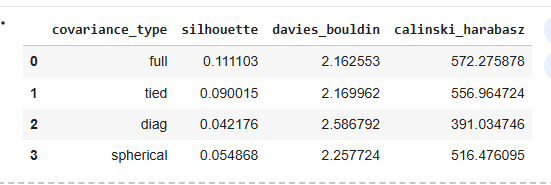 covariance_type silhouette davies_bouldin calinski_harabasz
0 full 0.111103 2.162553 572.275878
1 tied 0.090015 2.169962 556.964724
2 diag 0.042176 2.586792 391.034746
3 spherical 0.054868 2.257724 516.476095